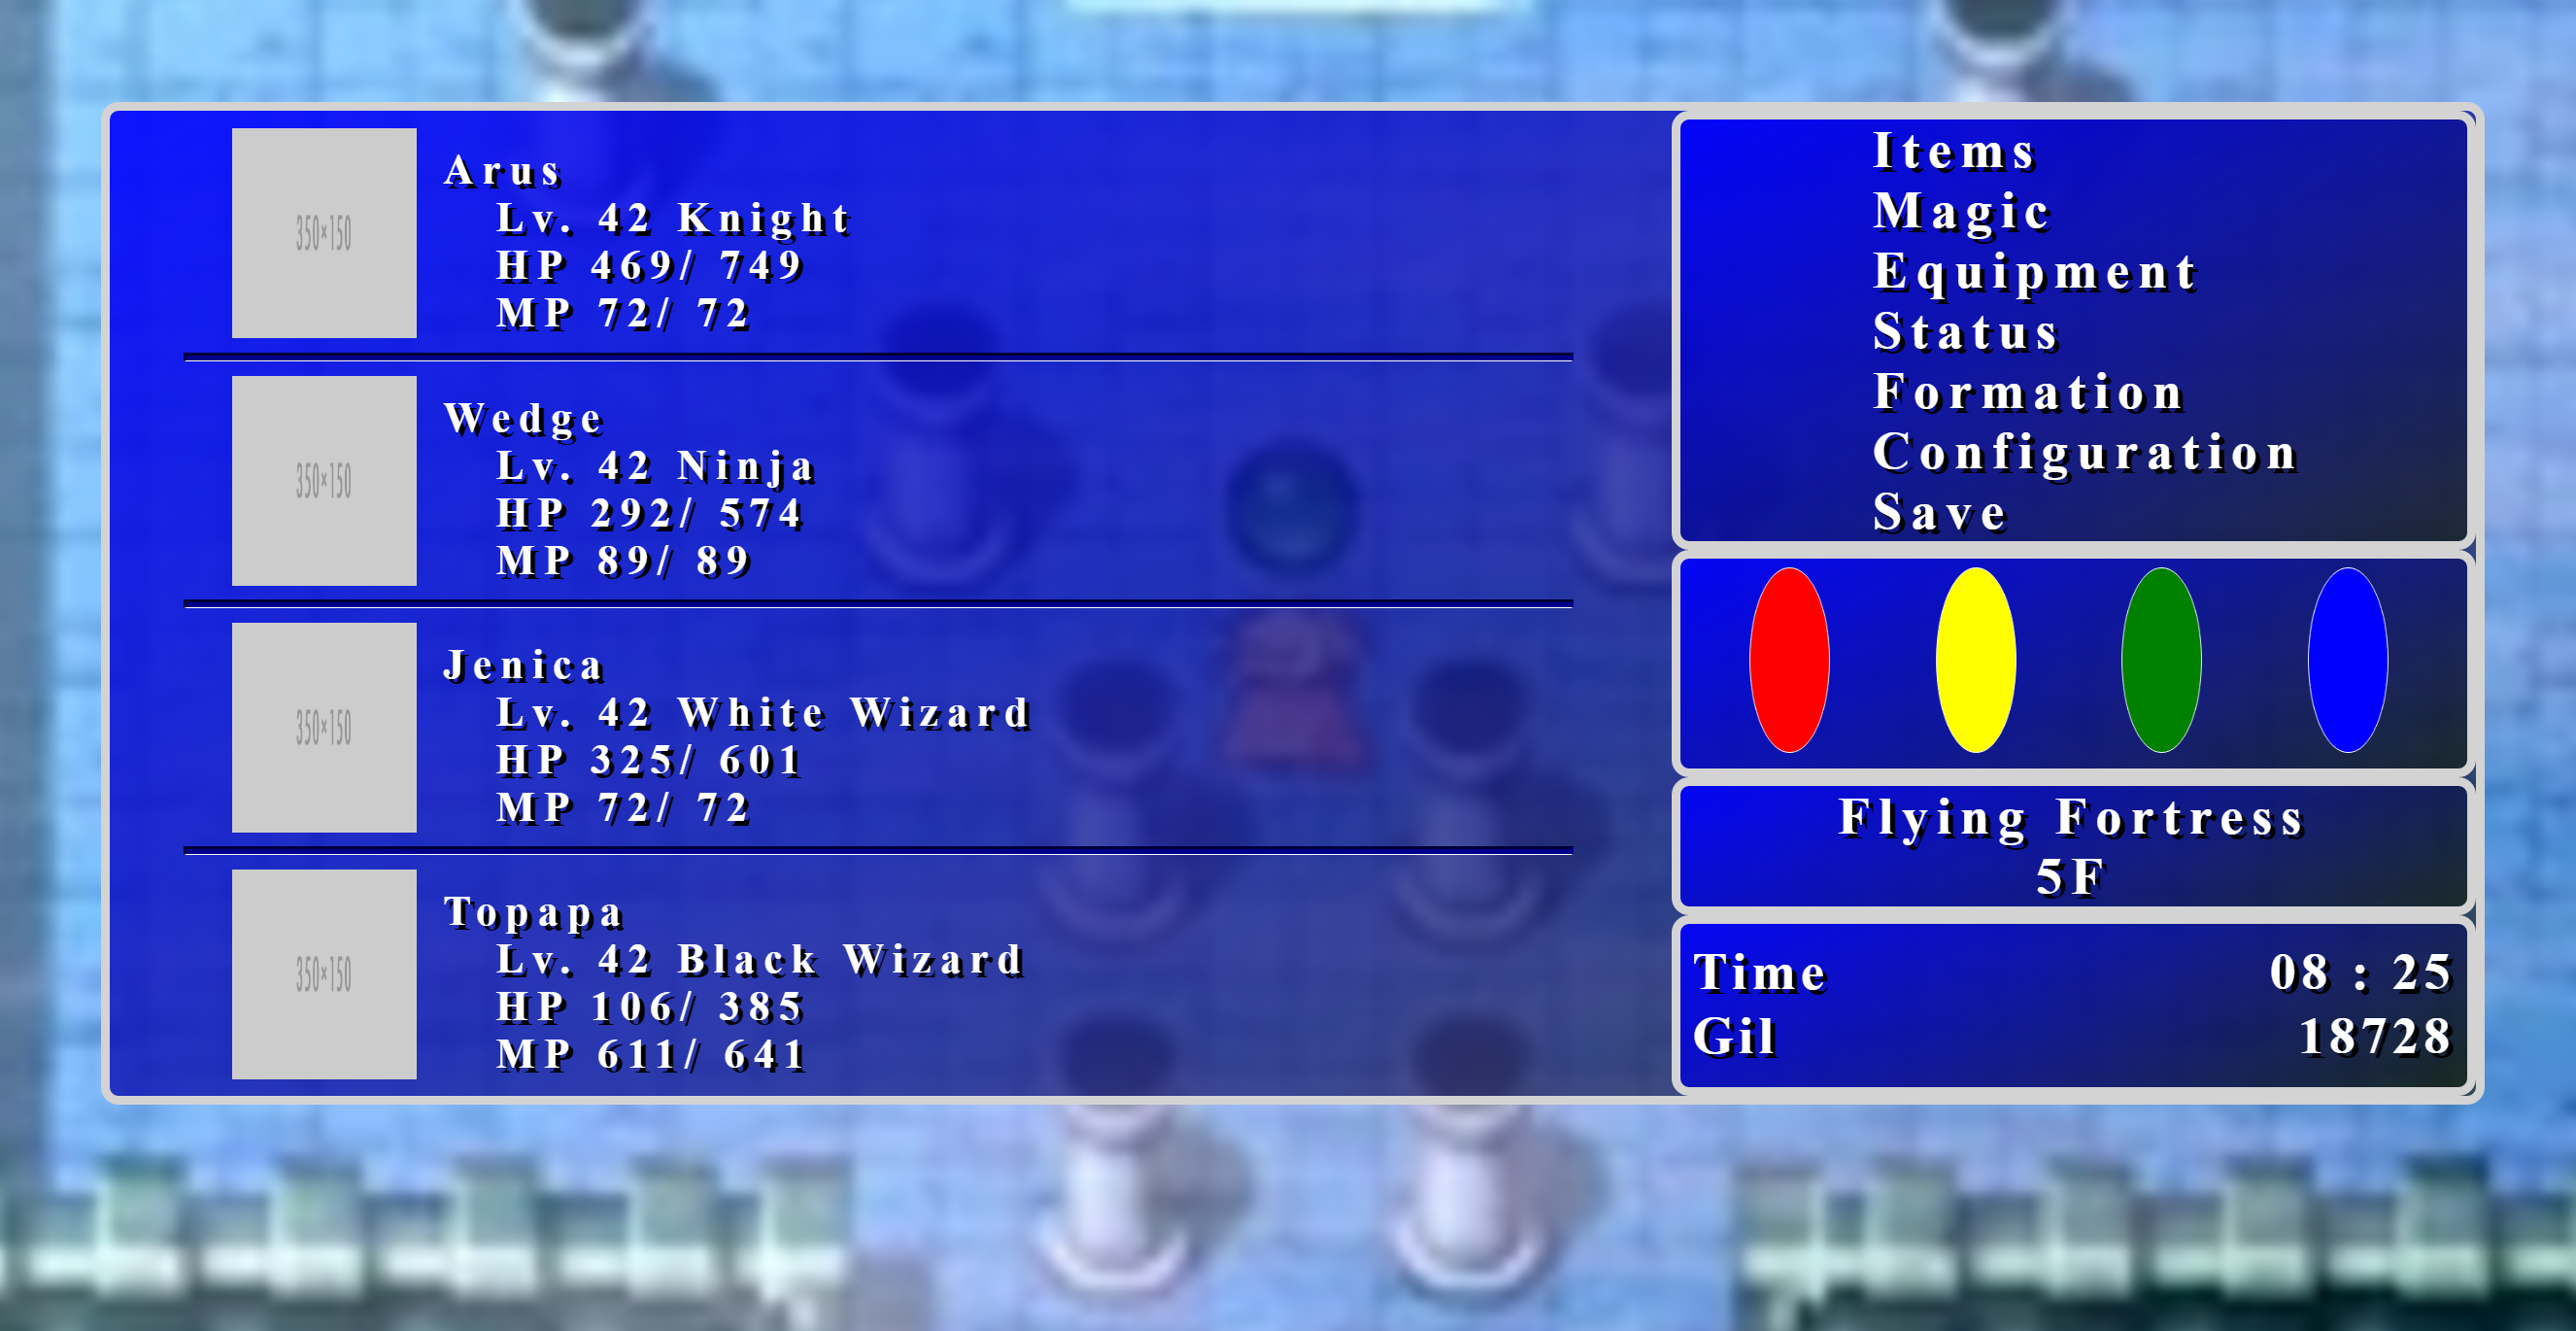 350×150
Arus
Lv. 42 Knight
HP 469/ 749
MP 72/ 72
350×150
Wedge
Lv. 42 Ninja
HP 292/ 574
MP 89/ 89
350×150
Jenica
Lv. 42 White Wizard
HP 325/ 601
MP 72/ 72
350×150
Topapa
Lv. 42 Black Wizard
HP 106/ 385
MP 611/ 641
Items
Magic
Equipment
Status
Formation
Configuration
Save
Flying Fortress
5F
Time 08 : 25
Gil 18728